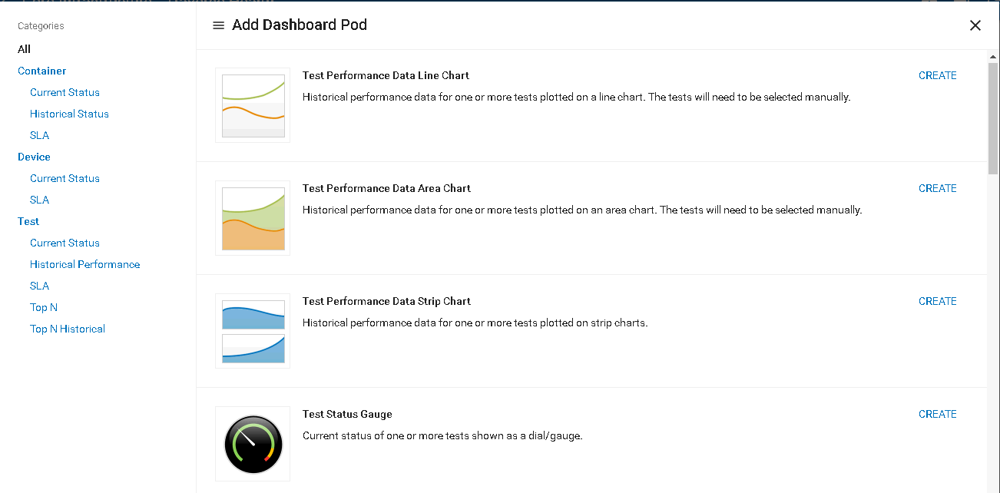 Categories
All
Container
Current Status
Historical Status
SLA
Device
Current Status
SLA
Test
Current Status
Historical Performance
SLA
Top N
Top N Historical
Add Dashboard Pod
Test Performance Data Line Chart
CREATE
Historical performance data for one or more tests plotted on a line chart. The tests will need to be selected manually.
Test Performance Data Area Chart
CREATE
Historical performance data for one or more tests plotted on an area chart. The tests will need to be selected manually.
Test Performance Data Strip Chart
CREATE
Historical performance data for one or more tests plotted on strip charts.
Test Status Gauge
CREATE
Current status of one or more tests shown as a dial/gauge.